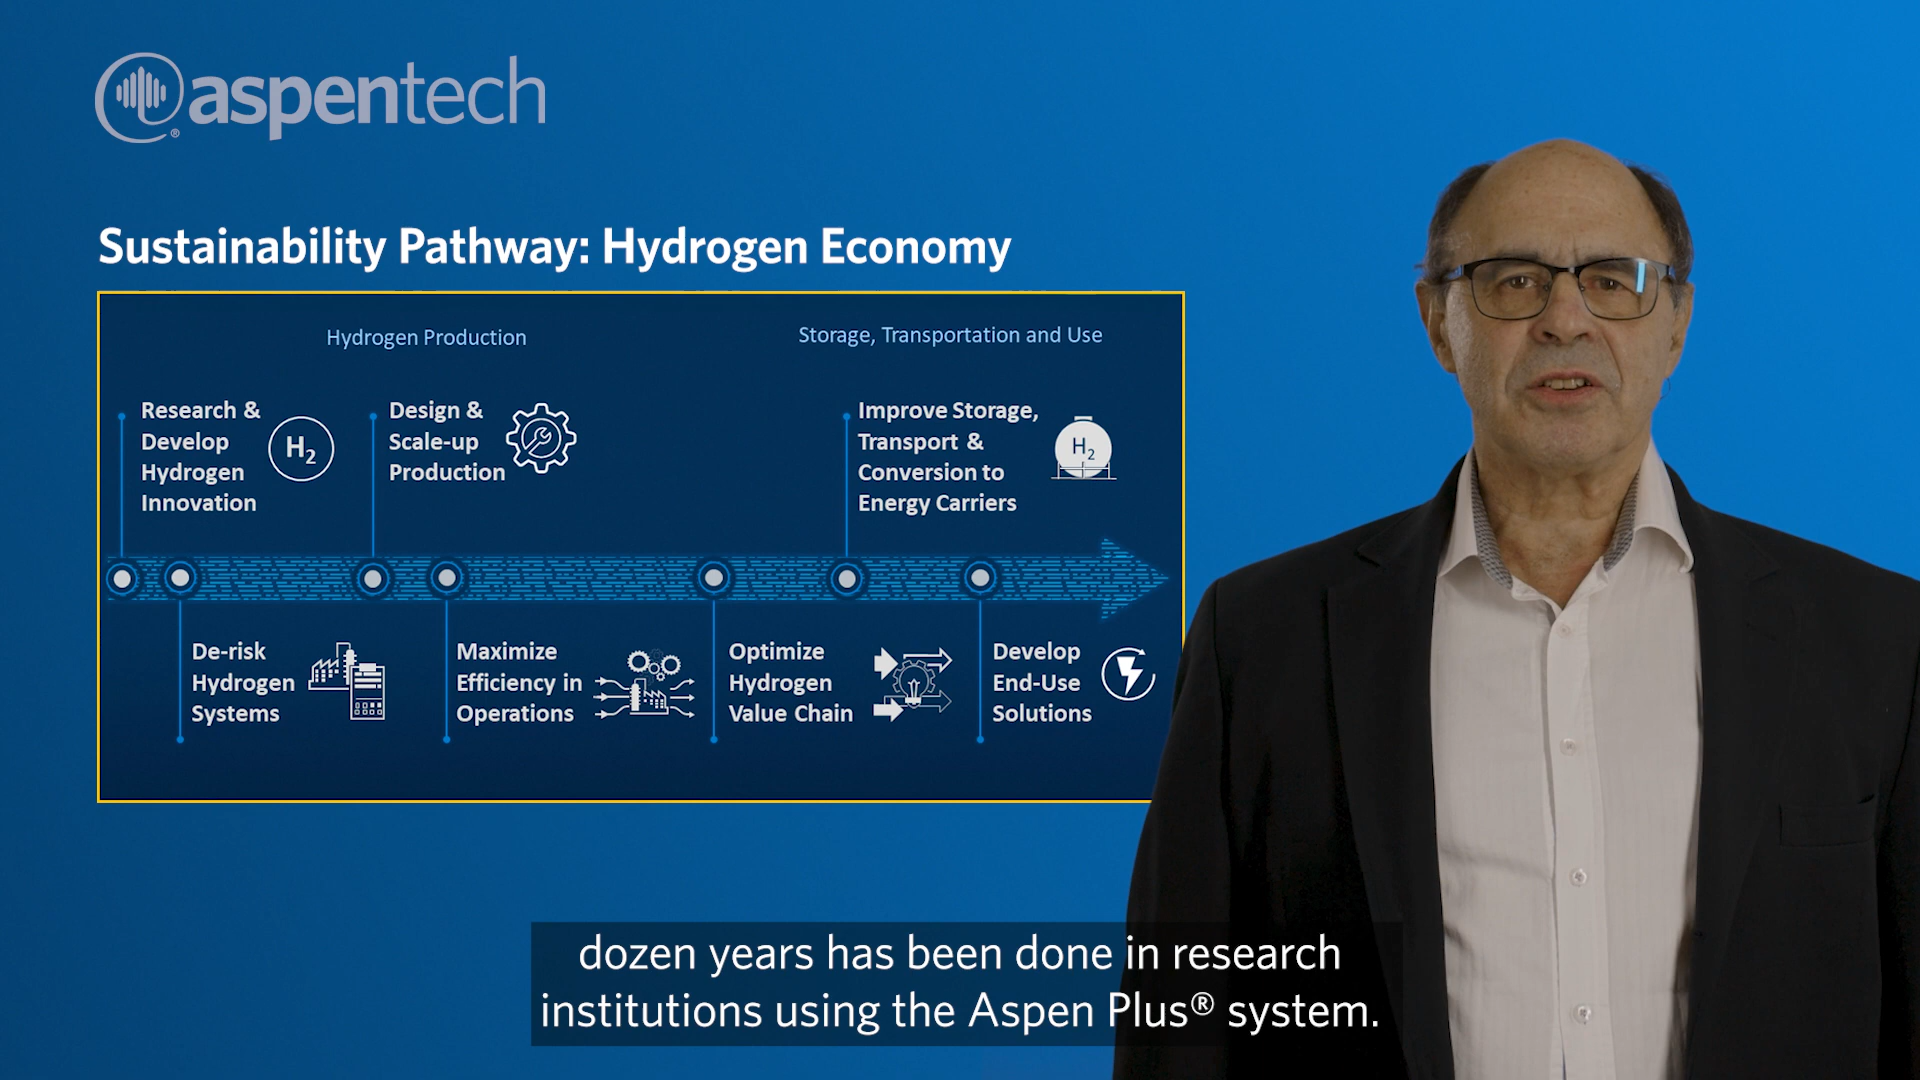 aspentech®
Sustainability Pathway: Hydrogen Economy
Hydrogen Production
Storage, Transportation and Use
Research &
Develop
Hydrogen
Innovation
H2
Design &
Scale-up
Production
Improve Storage,
Transport &
Conversion to
Energy Carriers
H2
De-risk
Hydrogen
Systems
Maximize
Efficiency in
Operations
Optimize
Hydrogen
Value Chain
Develop
End-Use
Solutions
dozen years has been done in research
institutions using the Aspen Plus® system.